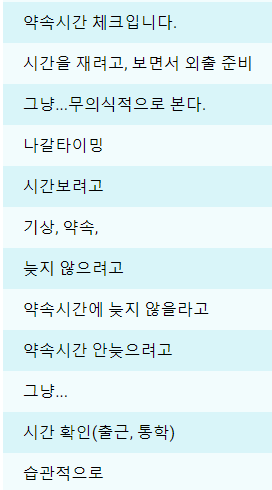 약속시간 체크입니다.
시간을 재려고, 보면서 외출 준비
그냥...무의식적으로 본다.
나갈타이밍
시간보려고
기상, 약속,
늦지 않으려고
약속시간에 늦지 않을라고
약속시간 안늦으려고
그냥...
시간 확인(출근, 통학)
습관적으로